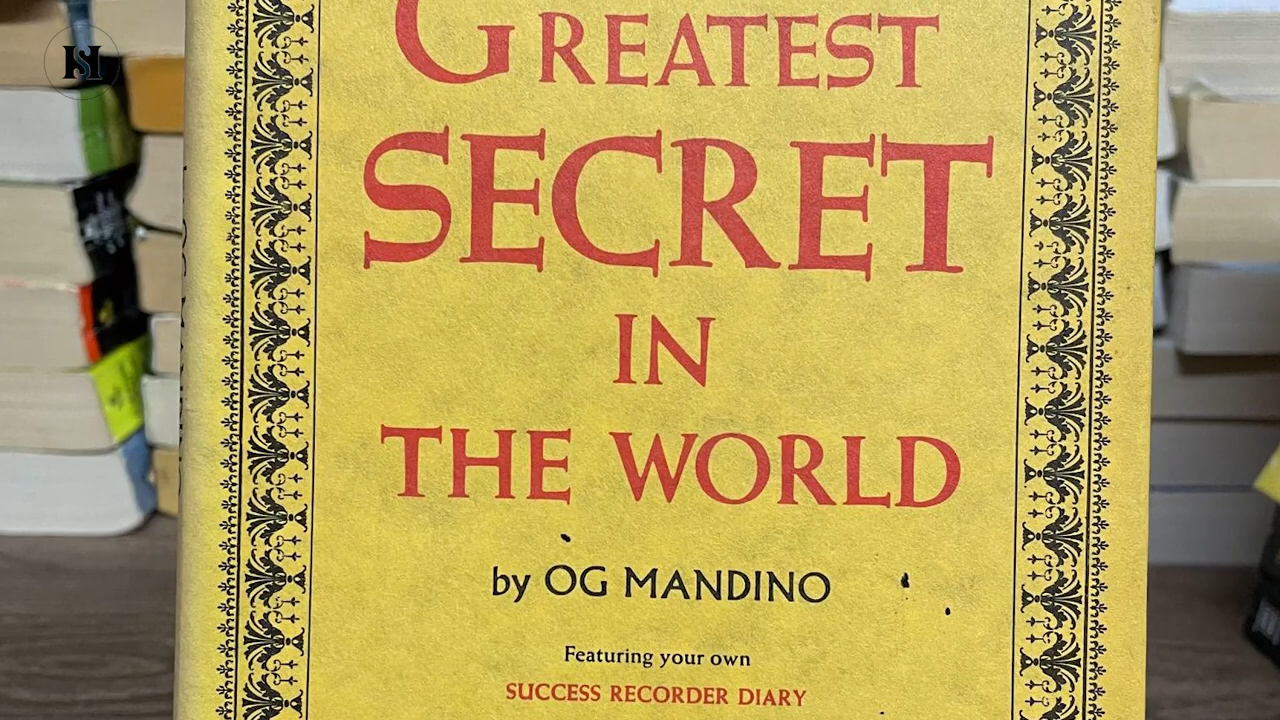 GREATEST
SECRET
IN
THE WORLD
by OG MANDINO
Featuring your own
SUCCESS RECORDER DIARY